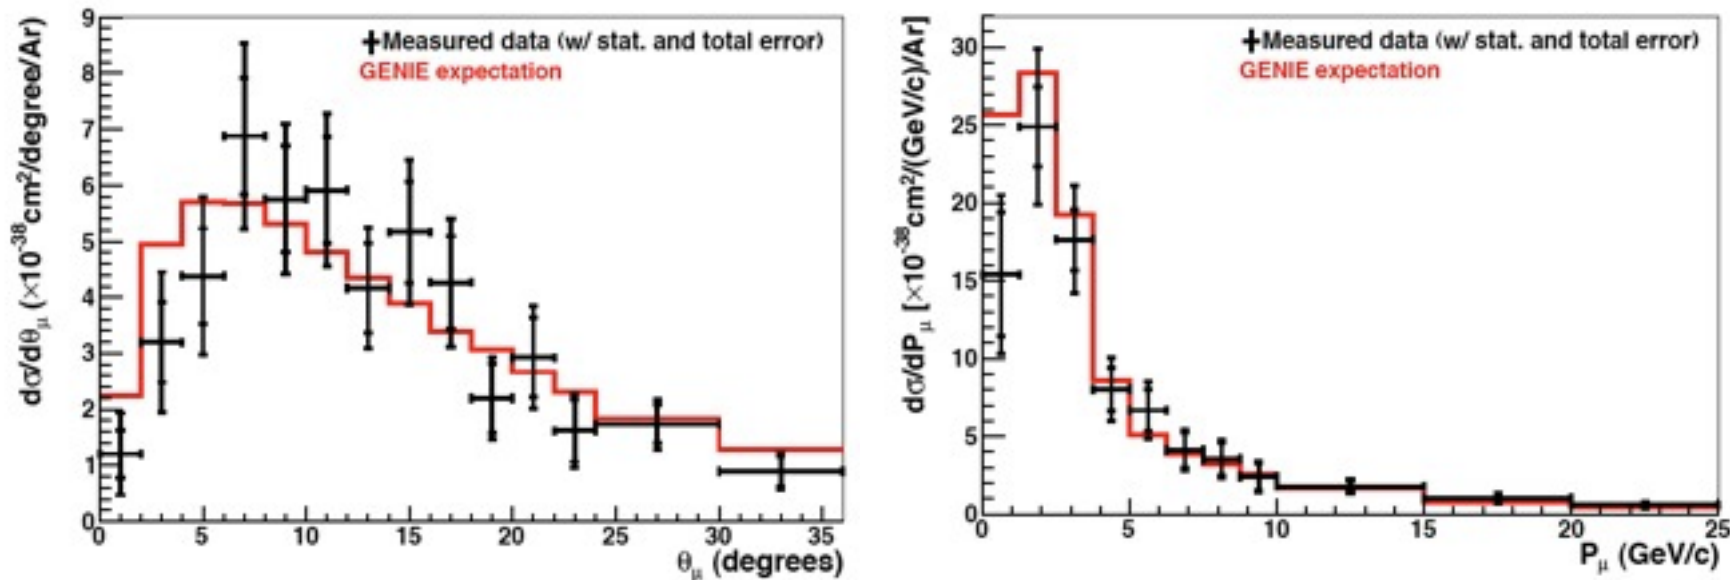 dσ/dθμ (×10⁻³⁸cm²/degree/Ar)
9
8
7
6
5
4
3
2
1
0
Measured data (w/ stat. and total error)
GENIE expectation
0 5 10 15 20 25 30 35
θμ (degrees)
dσ/dPμ [×10⁻³⁸cm²/(GeV/c)/Ar]
30
25
20
15
10
5
0
Measured data (w/ stat. and total error)
GENIE expectation
0 5 10 15 20 25
Pμ (GeV/c)